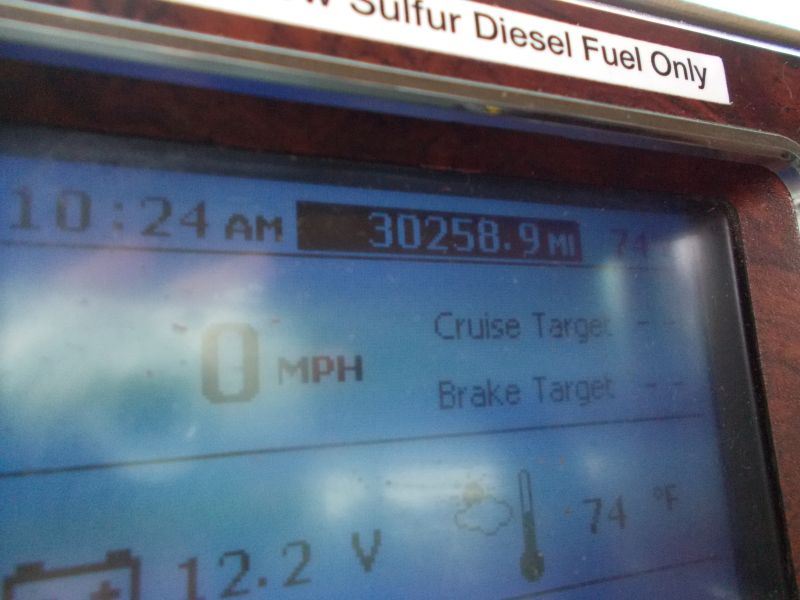 Sulfur Diesel Fuel Only
10:24 AM 30258.9 MI 74
0 MPH
Cruise Target - -
Brake Target - -
12.2 V
74 °F